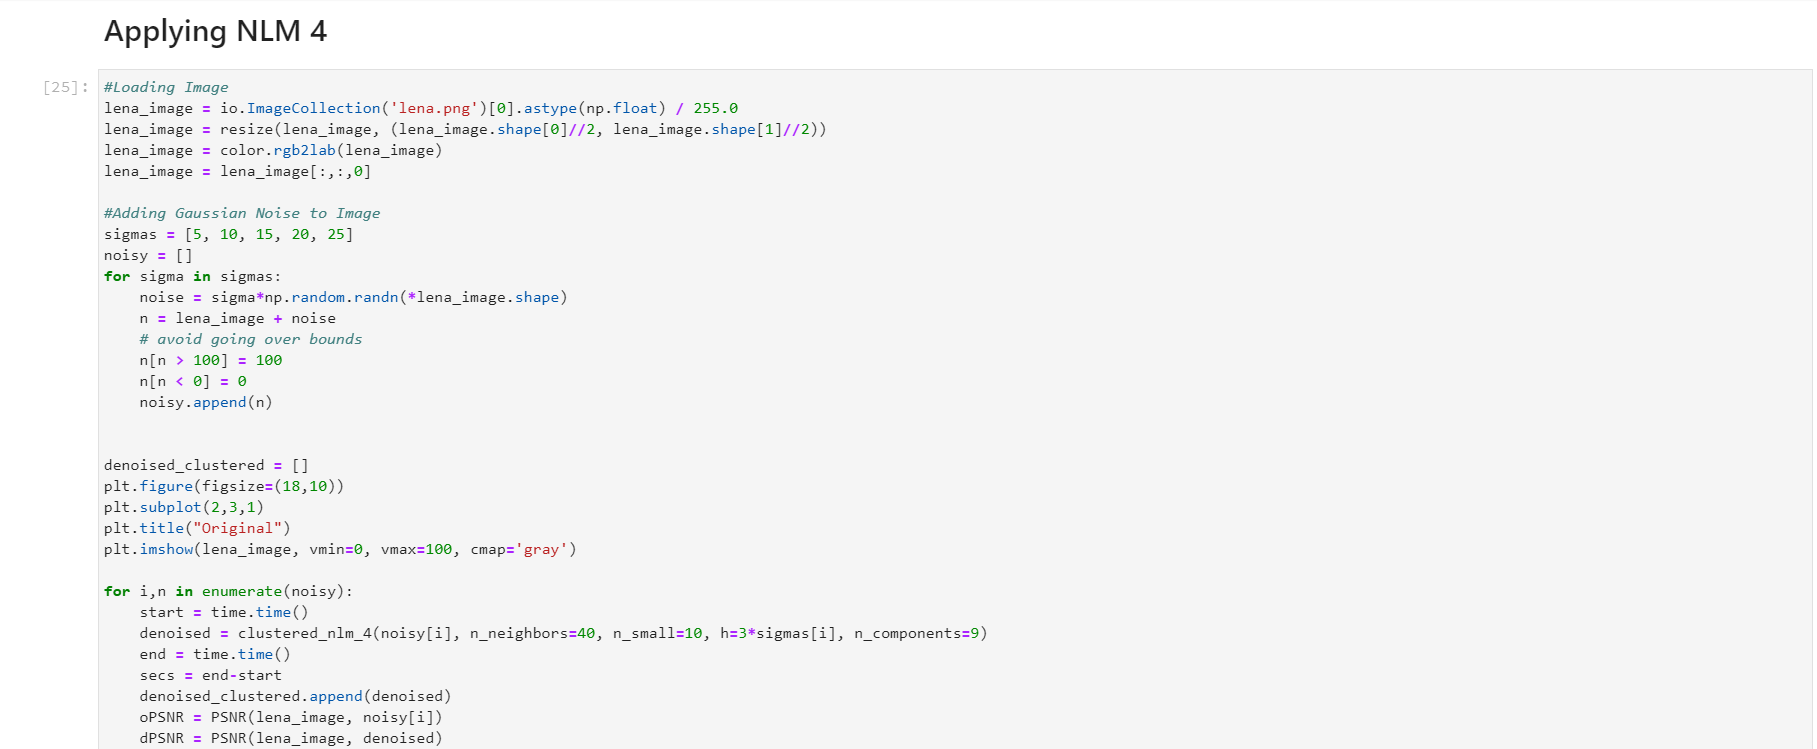 Applying NLM 4
[25]:
#Loading Image
lena_image = io.ImageCollection('lena.png')[0].astype(np.float) / 255.0
lena_image = resize(lena_image, (lena_image.shape[0]//2, lena_image.shape[1]//2))
lena_image = color.rgb2lab(lena_image)
lena_image = lena_image[:,:,0]
#Adding Gaussian Noise to Image
sigmas = [5, 10, 15, 20, 25]
noisy = []
for sigma in sigmas:
    noise = sigma*np.random.randn(*lena_image.shape)
    n = lena_image + noise
    # avoid going over bounds
    n[n > 100] = 100
    n[n < 0] = 0
    noisy.append(n)
denoised_clustered = []
plt.figure(figsize=(18,10))
plt.subplot(2,3,1)
plt.title("Original")
plt.imshow(lena_image, vmin=0, vmax=100, cmap='gray')
for i,n in enumerate(noisy):
    start = time.time()
    denoised = clustered_nlm_4(noisy[i], n_neighbors=40, n_small=10, h=3*sigmas[i], n_components=9)
    end = time.time()
    secs = end-start
    denoised_clustered.append(denoised)
    oPSNR = PSNR(lena_image, noisy[i])
    dPSNR = PSNR(lena_image, denoised)